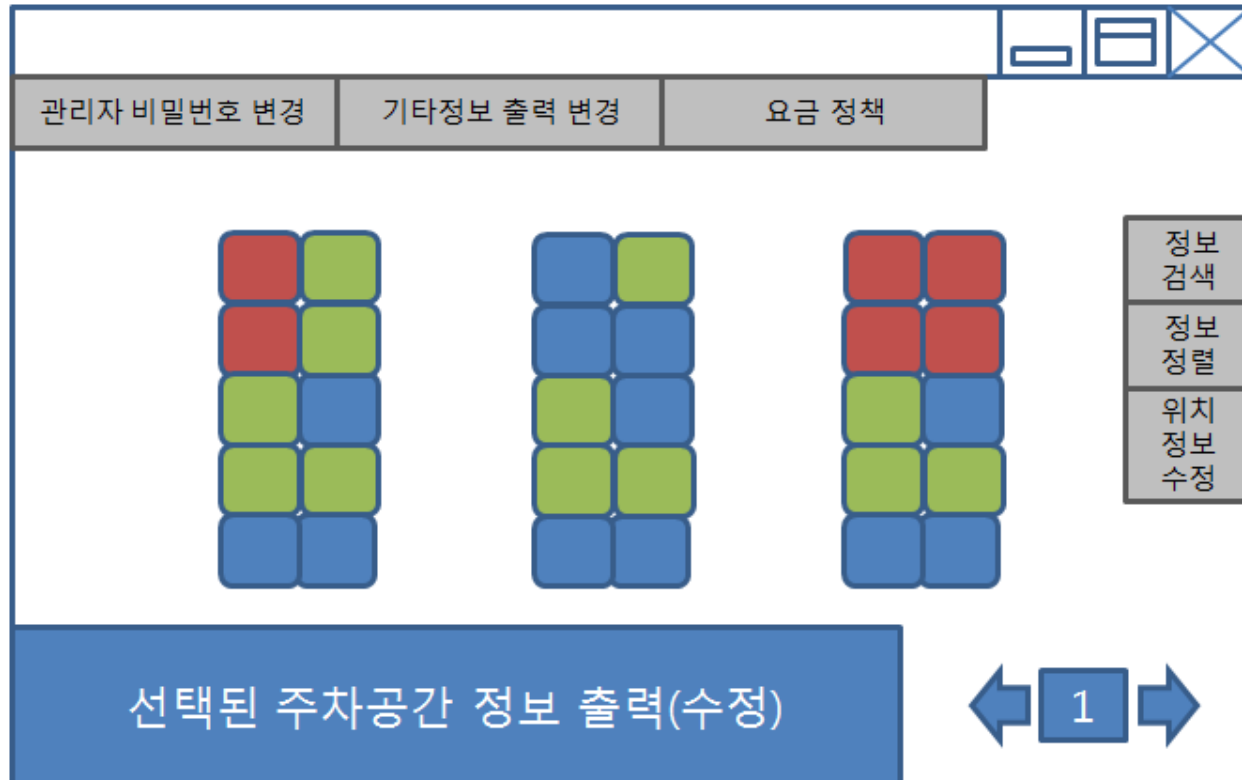 관리자 비밀번호 변경
기타정보 출력 변경
요금 정책
정보
검색
정보
정렬
위치
정보
수정
선택된 주차공간 정보 출력(수정)
1